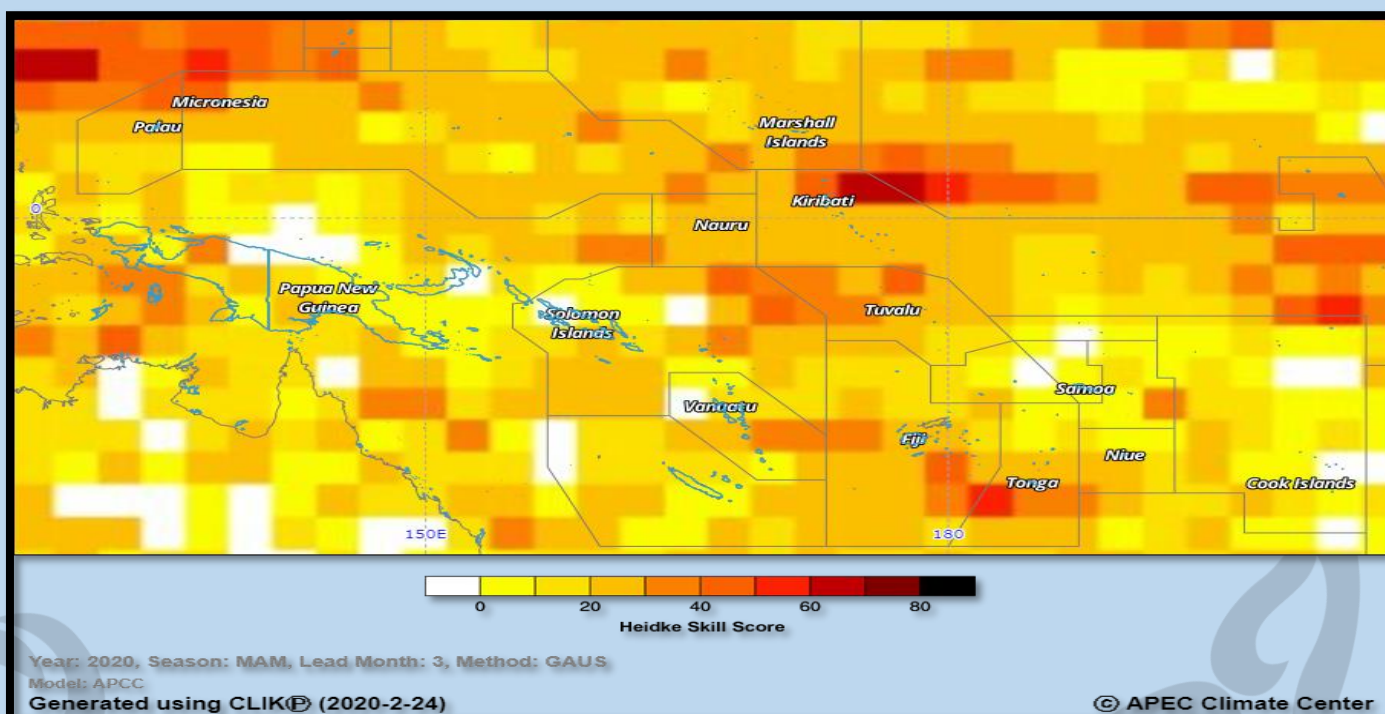 Micronesia
Palau
Marshall
Islands
Kiribati
0
Nauru
Papua New
Guinea
Solomon
Islands
Tuvalu
Samoa
Vanuatu
Fiji
Niue
Tonga
Cook Islands
150E
180
0
20
40
60
80
Heidke Skill Score
Year: 2020, Season: MAM, Lead Month: 3, Method: GAUS
Model: APCC
Generated using CLIKⓅ (2020-2-24)
© APEC Climate Center